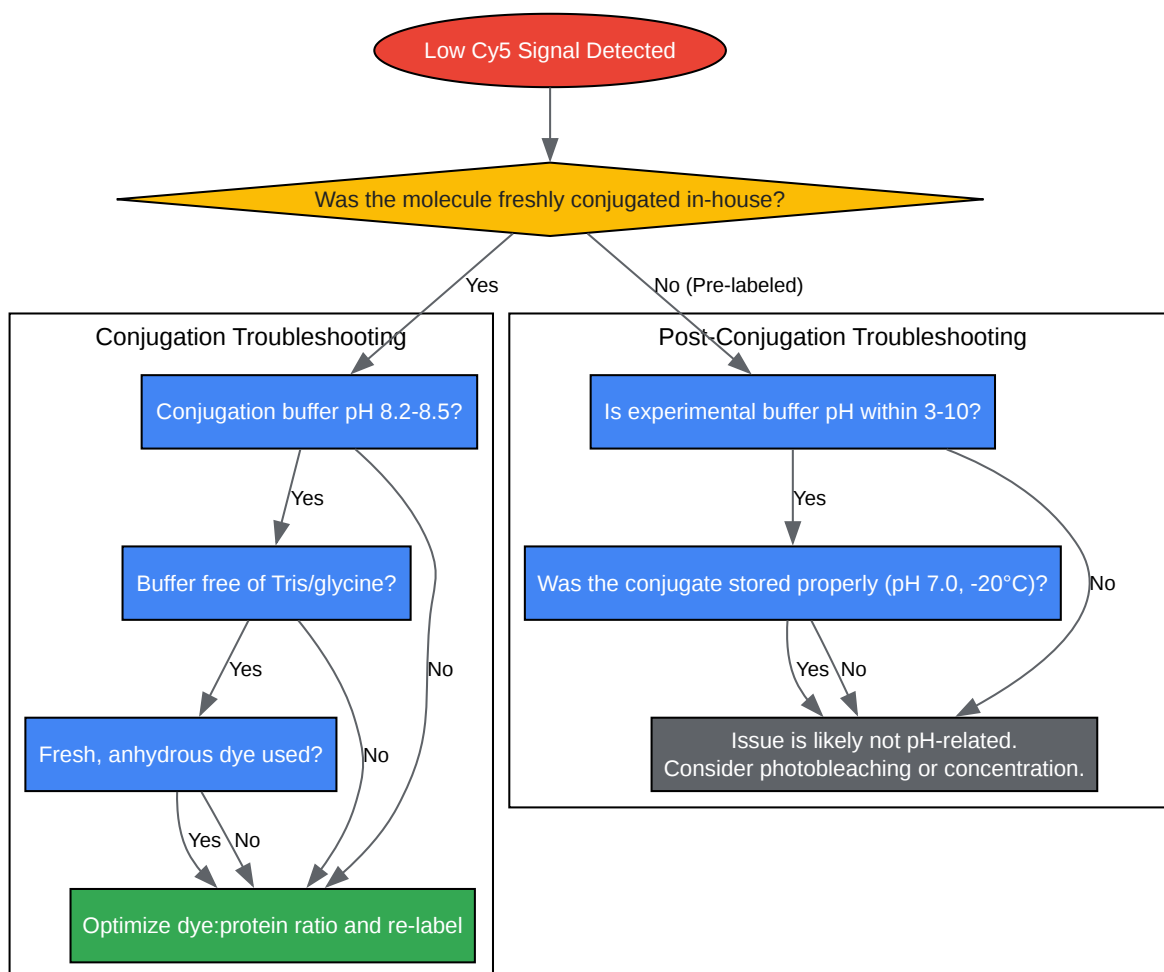 Low Cy5 Signal Detected
Was the molecule freshly conjugated in-house?
Yes
No (Pre-labeled)
Conjugation Troubleshooting
Conjugation buffer pH 8.2-8.5?
Yes
Buffer free of Tris/glycine?
Yes
No
No
Fresh, anhydrous dye used?
Yes
No
Optimize dye:protein ratio and re-label
Post-Conjugation Troubleshooting
Is experimental buffer pH within 3-10?
Yes
No
Was the conjugate stored properly (pH 7.0, -20°C)?
Yes
No
Issue is likely not pH-related.
Consider photobleaching or concentration.